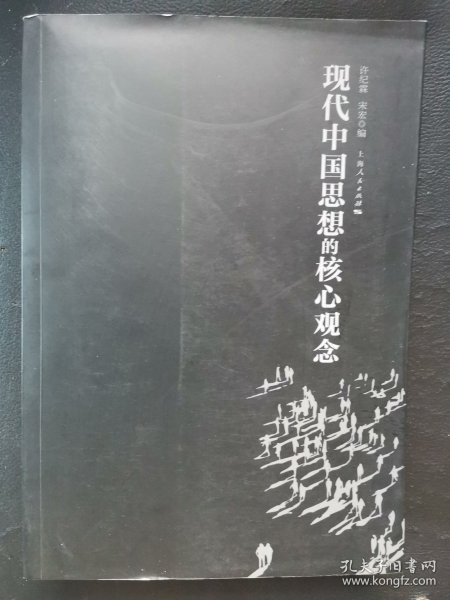 现代中国思想的核心观念
许纪霖 宋宏◎编 上海人民出版社
孔夫子旧书网
www.kongfz.com